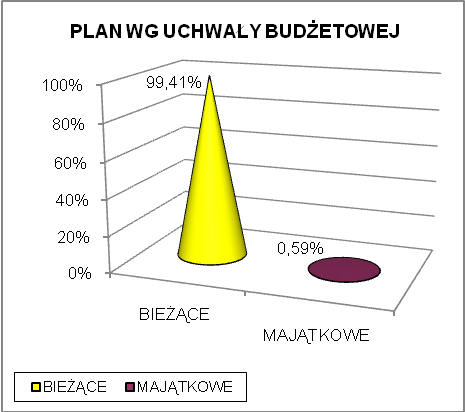 PLAN WG UCHWAŁY BUDŻETOWEJ
99,41%
100%
80%
60%
40%
20%
0%
0,59%
BIEŻĄCE
MAJĄTKOWE
BIEŻĄCE MAJĄTKOWE